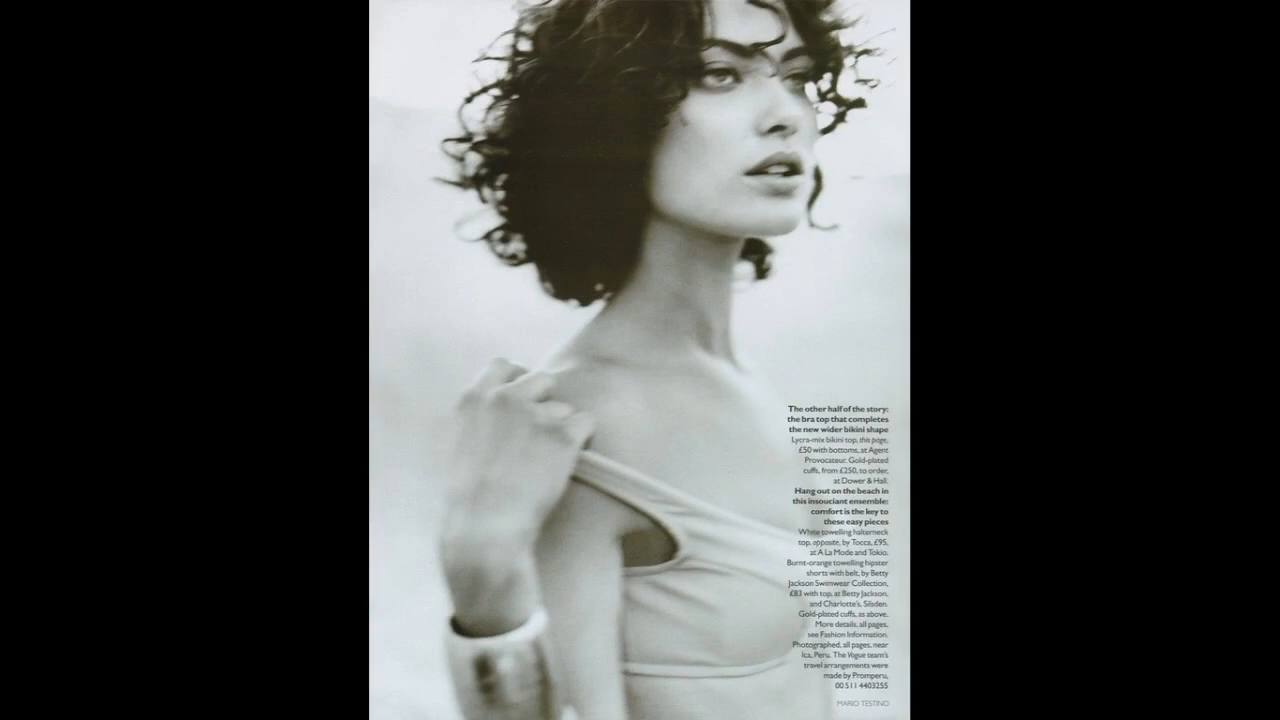 The other half of the story:
the bra top that completes
the new wider bikini shape
Lycra-mix bikini top, this page,
£50 with bottoms, at Agent
Provocateur. Gold-plated
cuffs, from £250, to order,
at Dower & Hall.
Hang out on the beach in
this insouciant ensemble:
comfort is the key to
these easy pieces
White towelling halterneck
top, opposite, by Tocca, £95,
at A La Mode and Tokio.
Burnt-orange towelling hipster
shorts with belt, by Betty
Jackson Swimwear Collection,
£83 with top, at Betty Jackson,
and Charlotte's, Silsden.
Gold-plated cuffs, as above.
More details, all pages,
see Fashion Information.
Photographed, all pages, near
Ica, Peru. The Vogue team's
travel arrangements were
made by Promperu,
00 511 4403255
MARIO TESTINO